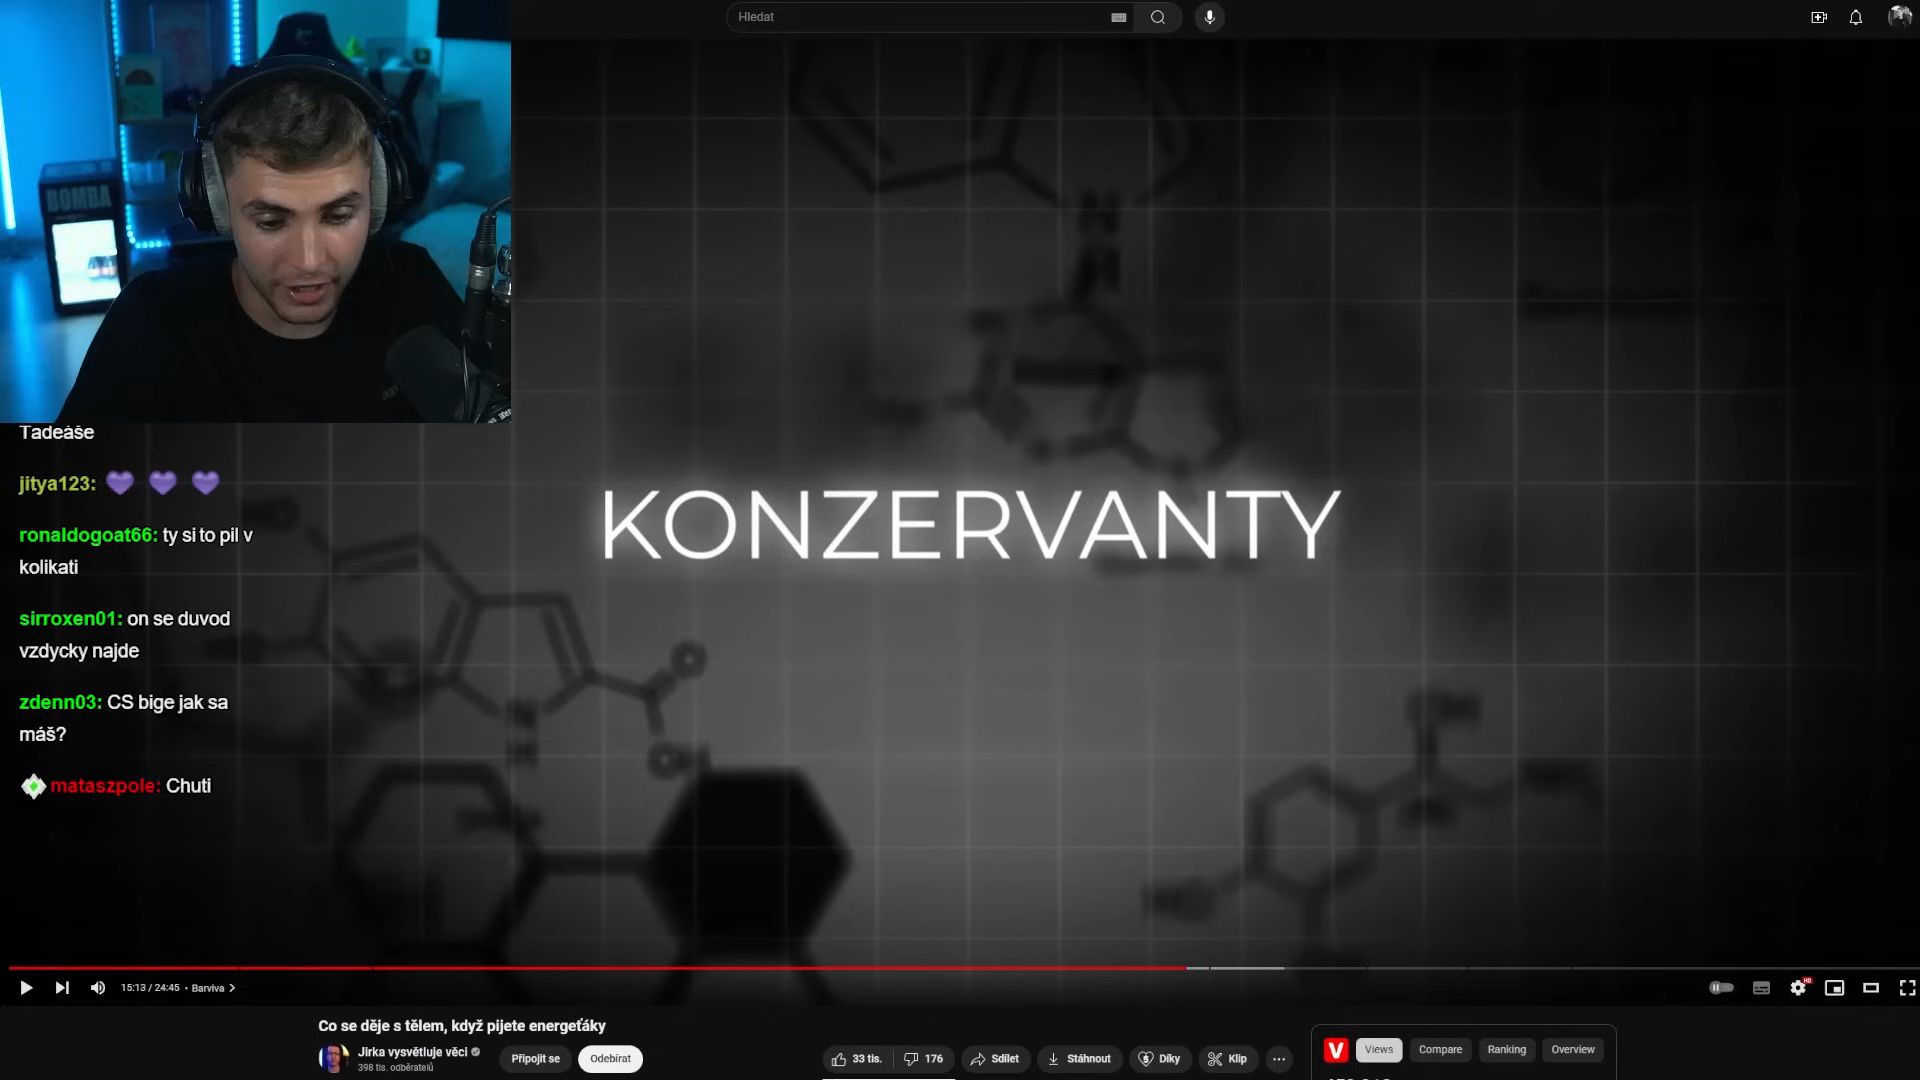 Hledat
BOMBA
Tadeáše
jitya123:
ronaldogoat66: ty si to pil v
kolikati
sirroxen01: on se duvod
vzdycky najde
zdenn03: CS bige jak sa
máš?
mataszpole: Chuti
KONZERVANTY
15:13 / 24:45 • Barviva
HD
Co se děje s tělem, když pijete energeťáky
Jirka vysvětluje věci
398 tis. odběratelů
Připojit se
Odebírat
33 tis.
176
Sdílet
Stáhnout
Díky
Klip
Views
Compare
Ranking
Overview